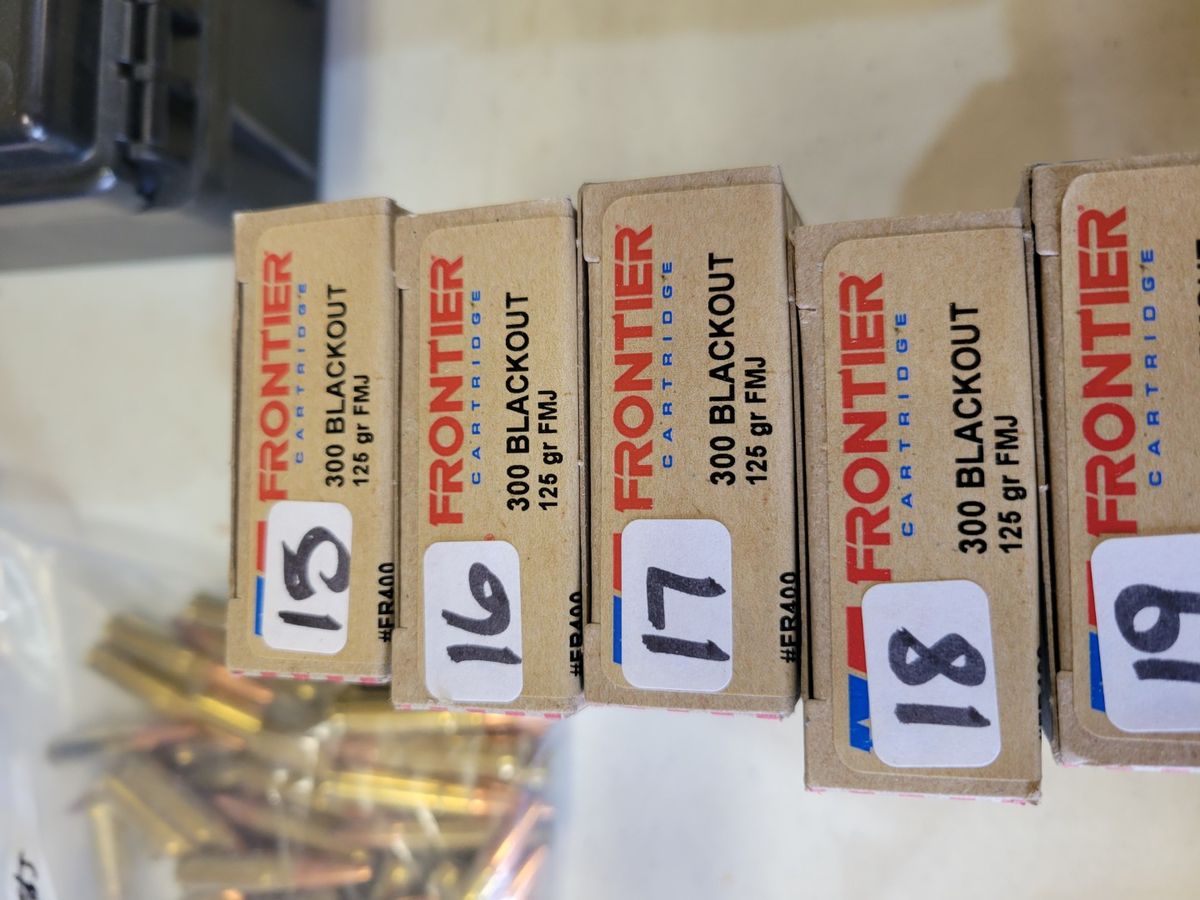 FRONTIER
CARTRIDGE
300 BLACKOUT
125 gr FMJ
15
#FR400
FRONTIER
CARTRIDGE
300 BLACKOUT
125 gr FMJ
16
#FR400
FRONTIER
CARTRIDGE
300 BLACKOUT
125 gr FMJ
17
#FR400
FRONTIER
CARTRIDGE
300 BLACKOUT
125 gr FMJ
18
FRONTIER
CARTRIDGE
19